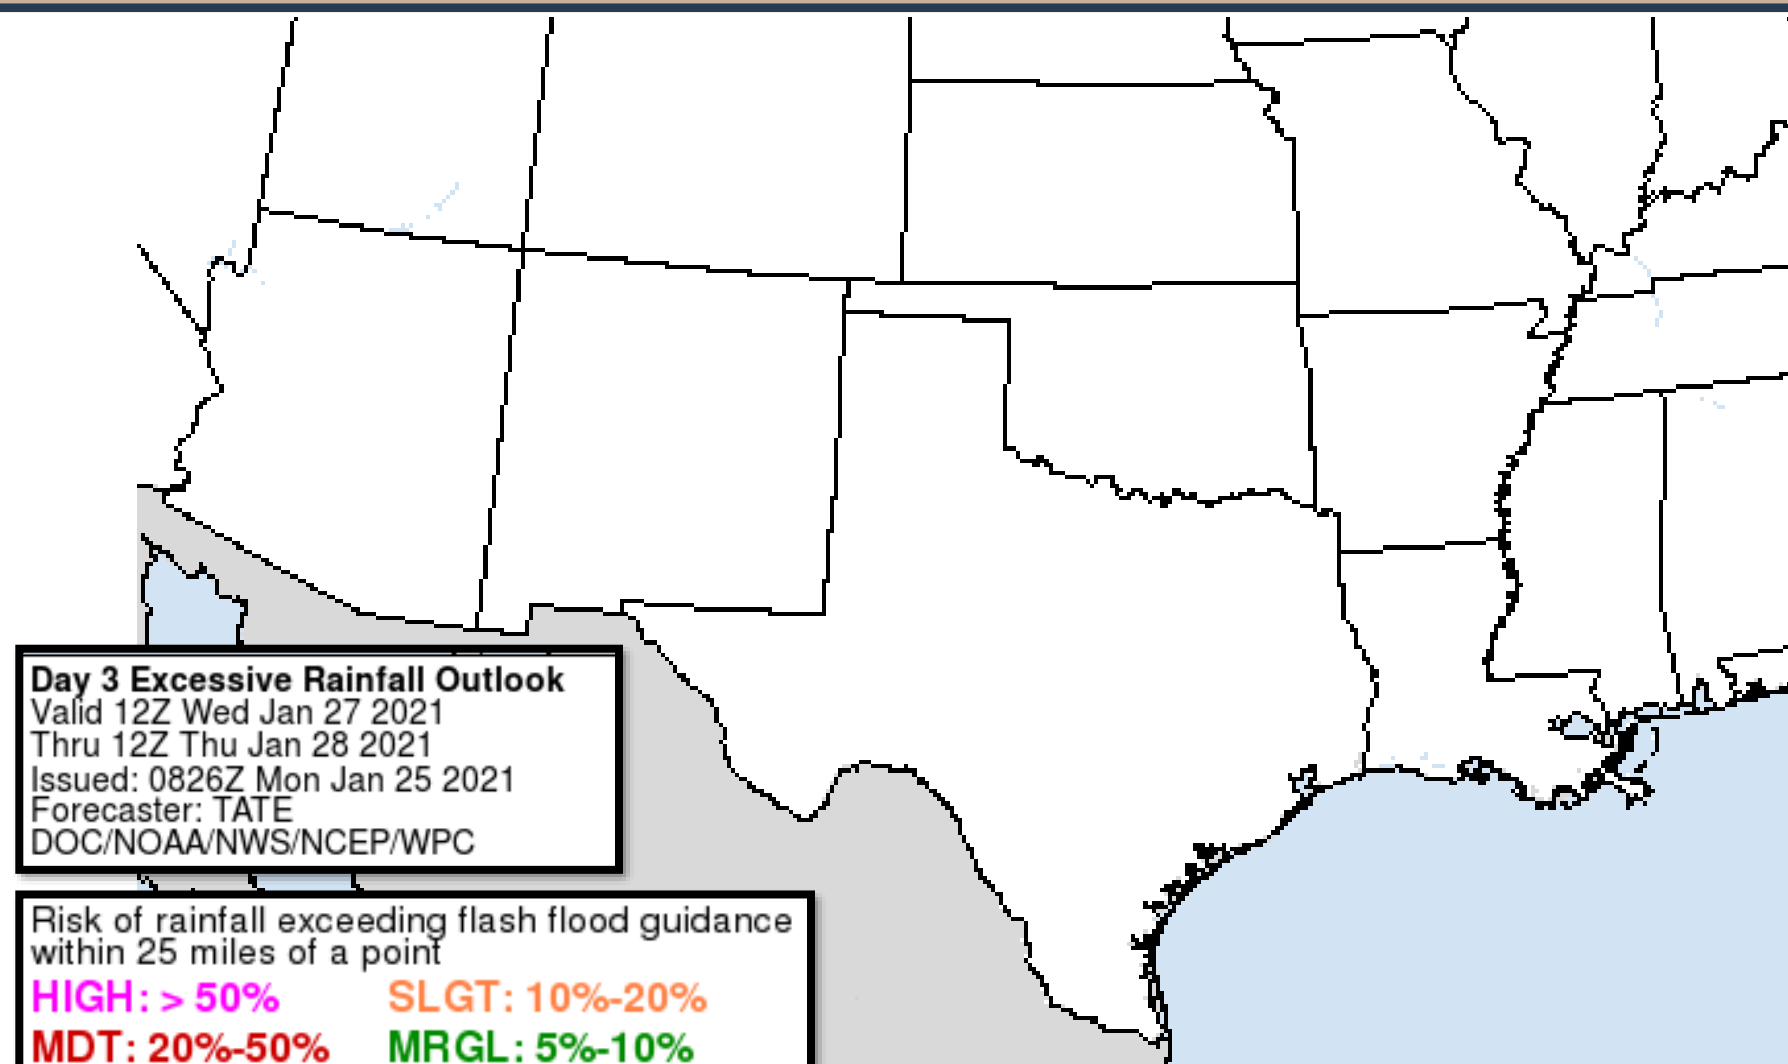 Day 3 Excessive Rainfall Outlook
Valid 12Z Wed Jan 27 2021
Thru 12Z Thu Jan 28 2021
Issued: 0826Z Mon Jan 25 2021
Forecaster: TATE
DOC/NOAA/NWS/NCEP/WPC
Risk of rainfall exceeding flash flood guidance
within 25 miles of a point
HIGH: > 50% SLGT: 10%-20%
MDT: 20%-50% MRGL: 5%-10%